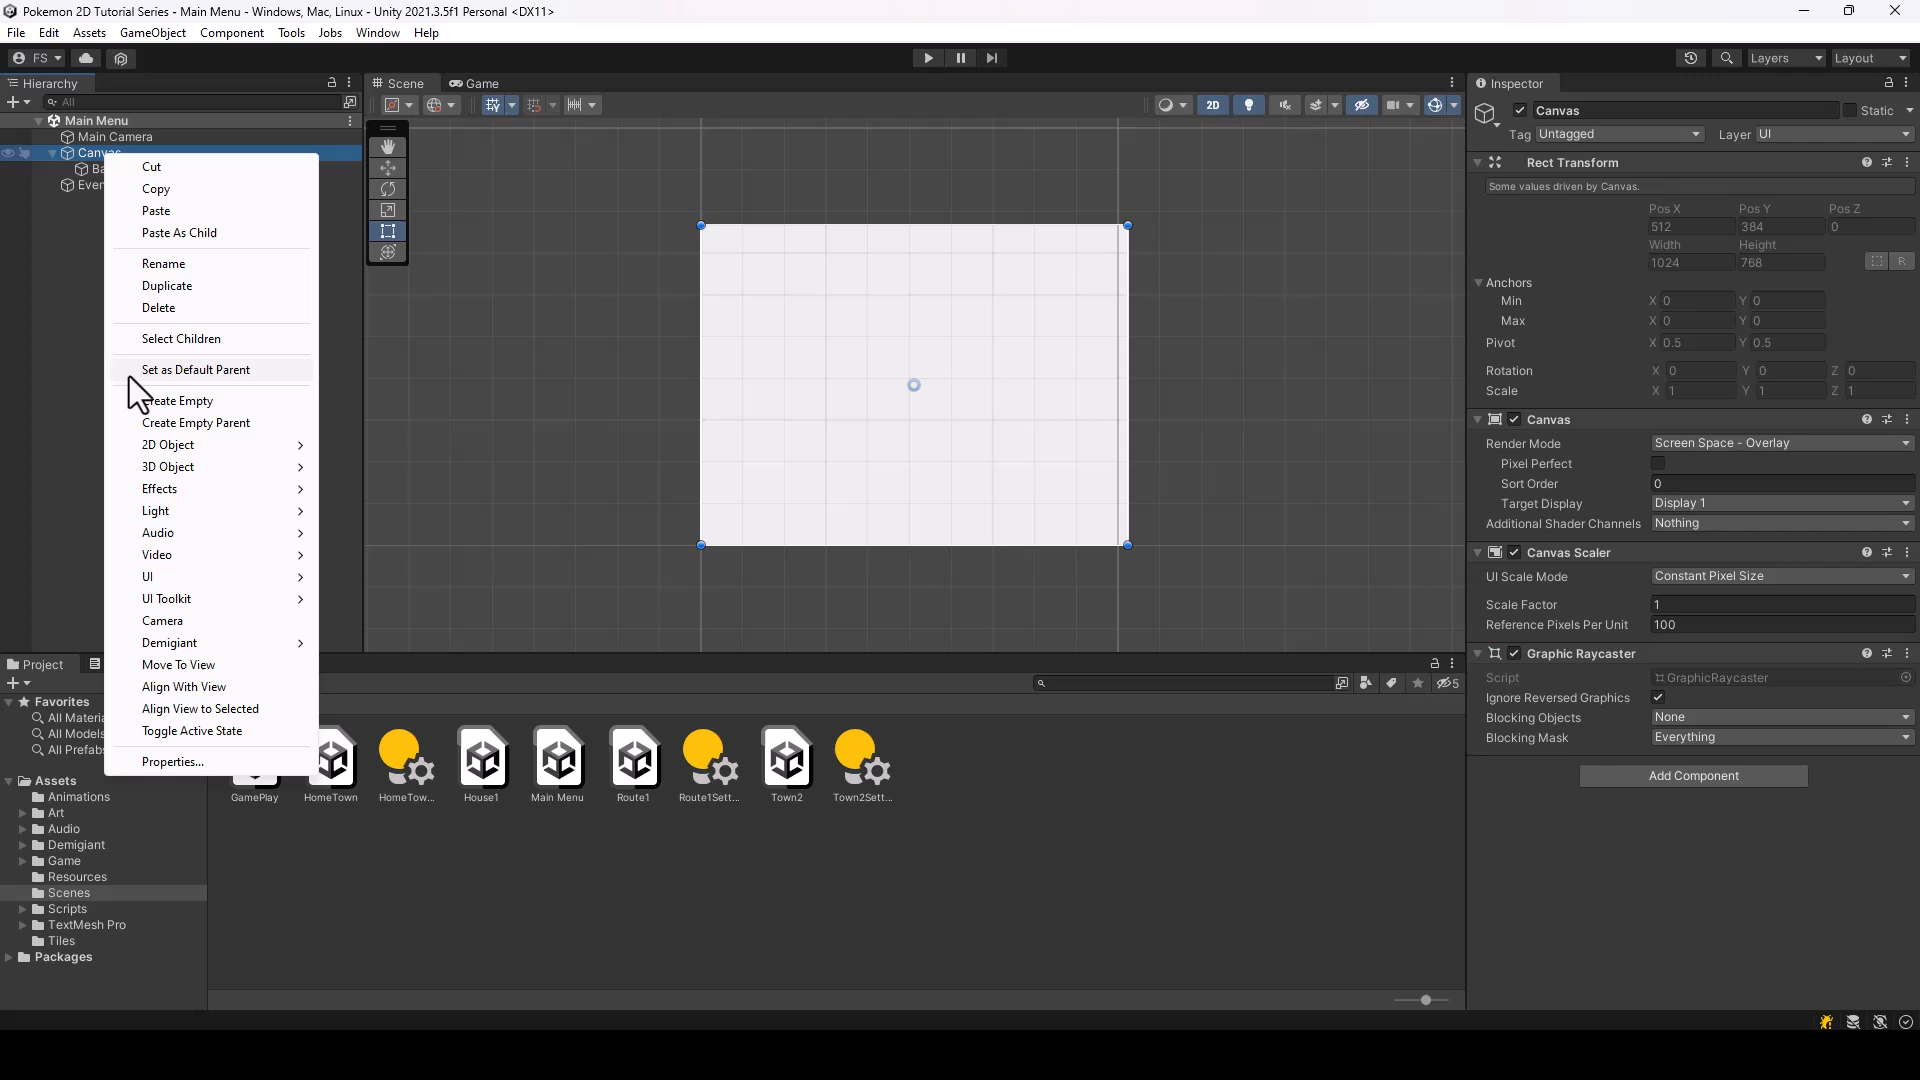 Pokemon 2D Tutorial Series - Main Menu - Windows, Mac, Linux - Unity 2021.3.5f1 Personal <DX11>
File Edit Assets GameObject Component Tools Jobs Window Help
FS Layers Layout
Hierarchy Scene Game Inspector
All
Main Menu
Main Camera
Canvas
Ba
Even
Cut
Copy
Paste
Paste As Child
Rename
Duplicate
Delete
Select Children
Set as Default Parent
Create Empty
Create Empty Parent
2D Object
3D Object
Effects
Light
Audio
Video
UI
UI Toolkit
Camera
Demigiant
Move To View
Align With View
Align View to Selected
Toggle Active State
Properties...
2D
Canvas Static
Tag Untagged Layer UI
Rect Transform
Some values driven by Canvas.
Pos X Pos Y Pos Z
512 384 0
Width Height
1024 768 R
Anchors
Min X 0 Y 0
Max X 0 Y 0
Pivot X 0.5 Y 0.5
Rotation X 0 Y 0 Z 0
Scale X 1 Y 1 Z 1
Canvas
Render Mode Screen Space - Overlay
Pixel Perfect
Sort Order 0
Target Display Display 1
Additional Shader Channels Nothing
Canvas Scaler
UI Scale Mode Constant Pixel Size
Scale Factor 1
Reference Pixels Per Unit 100
Graphic Raycaster
Script GraphicRaycaster
Ignore Reversed Graphics
Blocking Objects None
Blocking Mask Everything
Add Component
Project
5
Favorites
All Materia
All Models
All Prefabs
Assets
Animations
Art
Audio
Demigiant
Game
Resources
Scenes
Scripts
TextMesh Pro
Tiles
Packages
GamePlay HomeTown HomeTow... House1 Main Menu Route1 Route1Sett... Town2 Town2Sett...